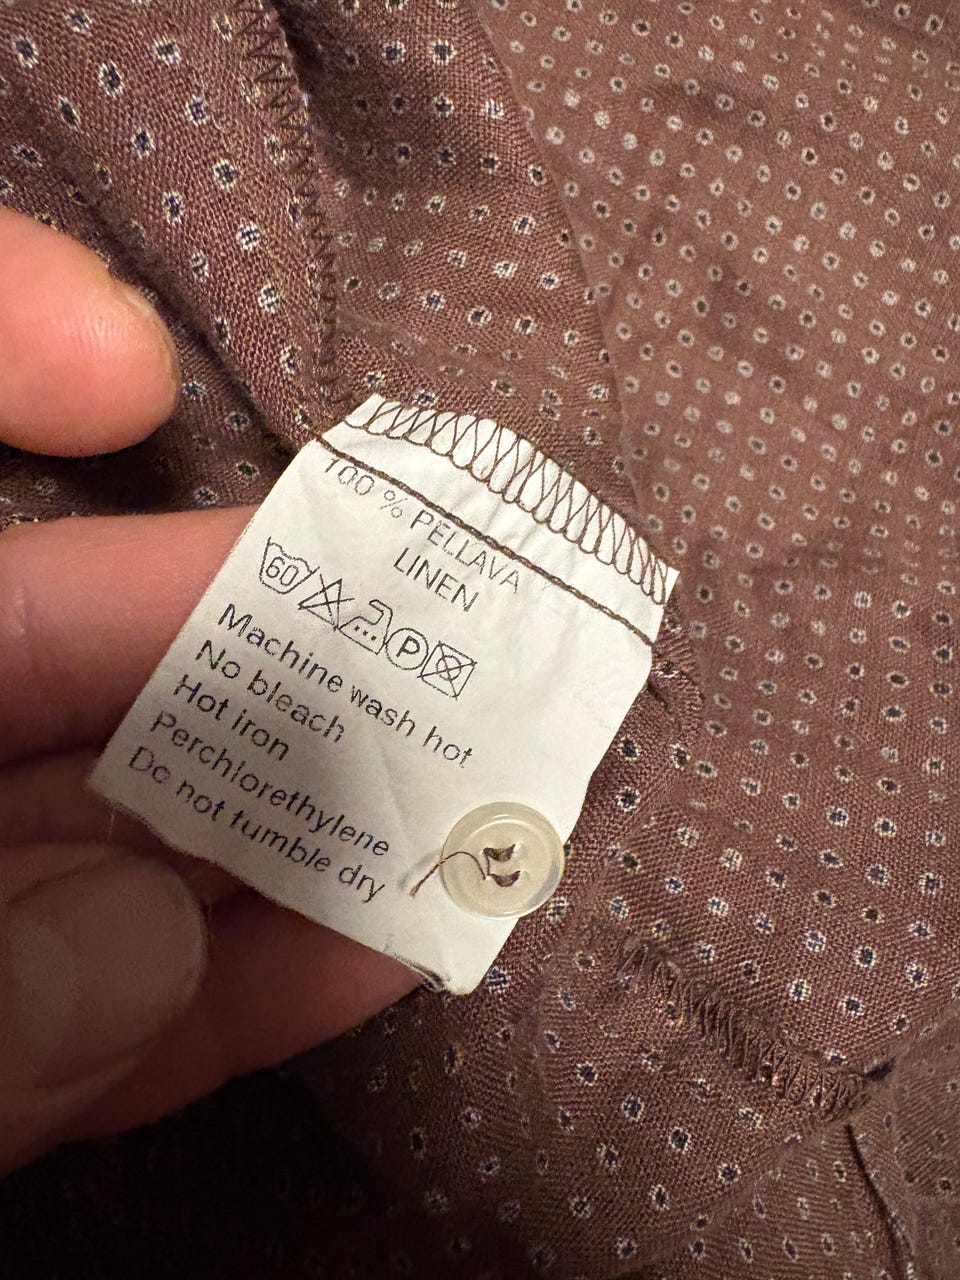 100 % PELLAVA
LINEN
60 P
Machine wash hot
No bleach
Hot iron
Perchlorethylene
Do not tumble dry